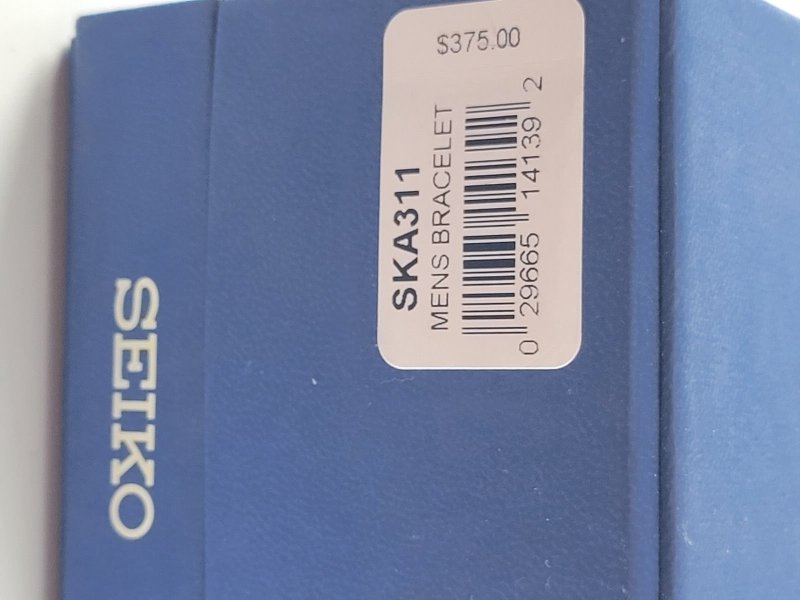 SEIKO
$375.00
SKA311
MENS BRACELET
0 29665 14139 2